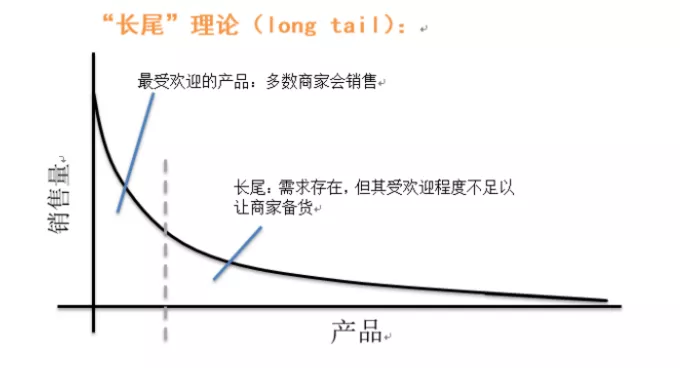 “长尾”理论（long tail）：
最受欢迎的产品：多数商家会销售
长尾：需求存在，但其受欢迎程度不足以
让商家备货
销售量
产品